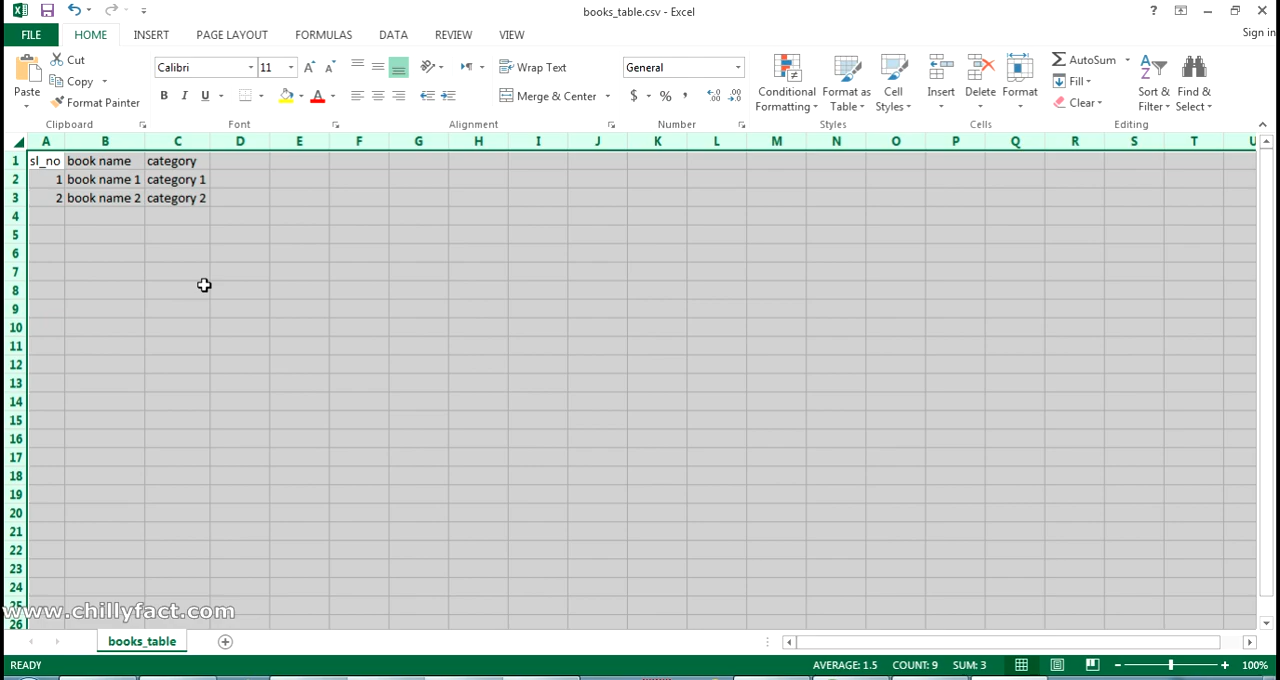 books_table.csv - Excel
?
Sign in
FILE
HOME
INSERT
PAGE LAYOUT
FORMULAS
DATA
REVIEW
VIEW
Paste
Cut
Copy
Format Painter
Clipboard
Calibri
11
A
A
B
I
U
A
Font
Wrap Text
Merge & Center
Alignment
General
$ % ,
Number
Conditional
Formatting
Format as
Table
Cell
Styles
Styles
Insert
Delete
Format
Cells
AutoSum
Fill
Clear
Sort &
Filter
Find &
Select
Editing
A B C D E F G H I J K L M N O P Q R S T U
1 sl_no book name category
2 1 book name 1 category 1
3 2 book name 2 category 2
4
5
6
7
8
9
10
11
12
13
14
15
16
17
18
19
20
21
22
23
24
25
26
www.chillyfact.com
books_table
READY
AVERAGE: 1.5
COUNT: 9
SUM: 3
100%